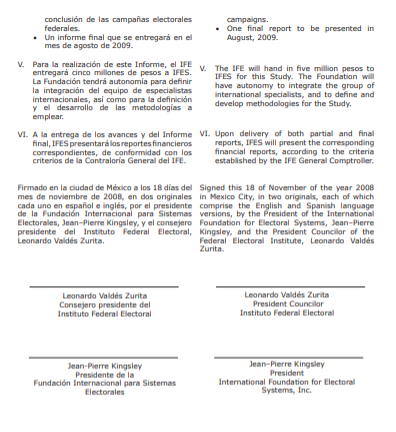 conclusión de las campañas electorales
federales.
• Un informe final que se entregará en el
mes de agosto de 2009.
V. Para la realización de este Informe, el IFE
entregará cinco millones de pesos a IFES.
La Fundación tendrá autonomía para definir
la integración del equipo de especialistas
internacionales, así como para la definición
y el desarrollo de las metodologías a
emplear.
VI. A la entrega de los avances y del Informe
final, IFES presentará los reportes financieros
correspondientes, de conformidad con los
criterios de la Contraloría General del IFE.
Firmado en la ciudad de México a los 18 días del
mes de noviembre de 2008, en dos originales
cada uno en español e inglés, por el presidente
de la Fundación Internacional para Sistemas
Electorales, Jean–Pierre Kingsley, y el consejero
presidente del Instituto Federal Electoral,
Leonardo Valdés Zurita.
campaigns.
• One final report to be presented in
August, 2009.
V. The IFE will hand in five million pesos to
IFES for this Study. The Foundation will
have autonomy to integrate the group of
international specialists, and to define and
develop methodologies for the Study.
VI. Upon delivery of both partial and final
reports, IFES will present the corresponding
financial reports, according to the criteria
established by the IFE General Comptroller.
Signed this 18 of November of the year 2008
in Mexico City, in two originals, each of which
comprise the English and Spanish language
versions, by the President of the International
Foundation for Electoral Systems, Jean–Pierre
Kingsley, and the President Councilor of the
Federal Electoral Institute, Leonardo Valdés
Zurita.
Leonardo Valdés Zurita
Consejero presidente del
Instituto Federal Electoral
Leonardo Valdés Zurita
President Councilor
Instituto Federal Electoral
Jean-Pierre Kingsley
Presidente de la
Fundación Internacional para Sistemas
Electorales
Jean–Pierre Kingsley
President
International Foundation for Electoral
Systems, Inc.